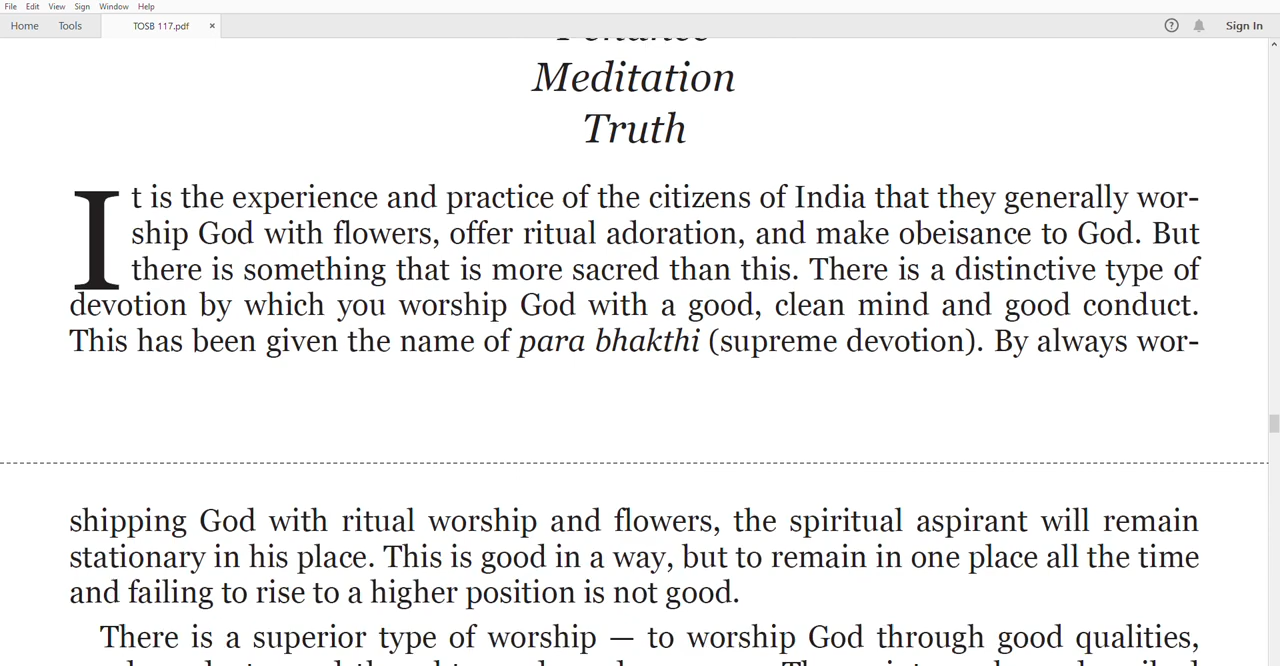 File Edit View Sign Window Help
Home Tools TOSB 117.pdf × Sign In
Meditation
Truth
It is the experience and practice of the citizens of India that they generally wor-
ship God with flowers, offer ritual adoration, and make obeisance to God. But
there is something that is more sacred than this. There is a distinctive type of
devotion by which you worship God with a good, clean mind and good conduct.
This has been given the name of para bhakthi (supreme devotion). By always wor-
shipping God with ritual worship and flowers, the spiritual aspirant will remain
stationary in his place. This is good in a way, but to remain in one place all the time
and failing to rise to a higher position is not good.
There is a superior type of worship — to worship God through good qualities,